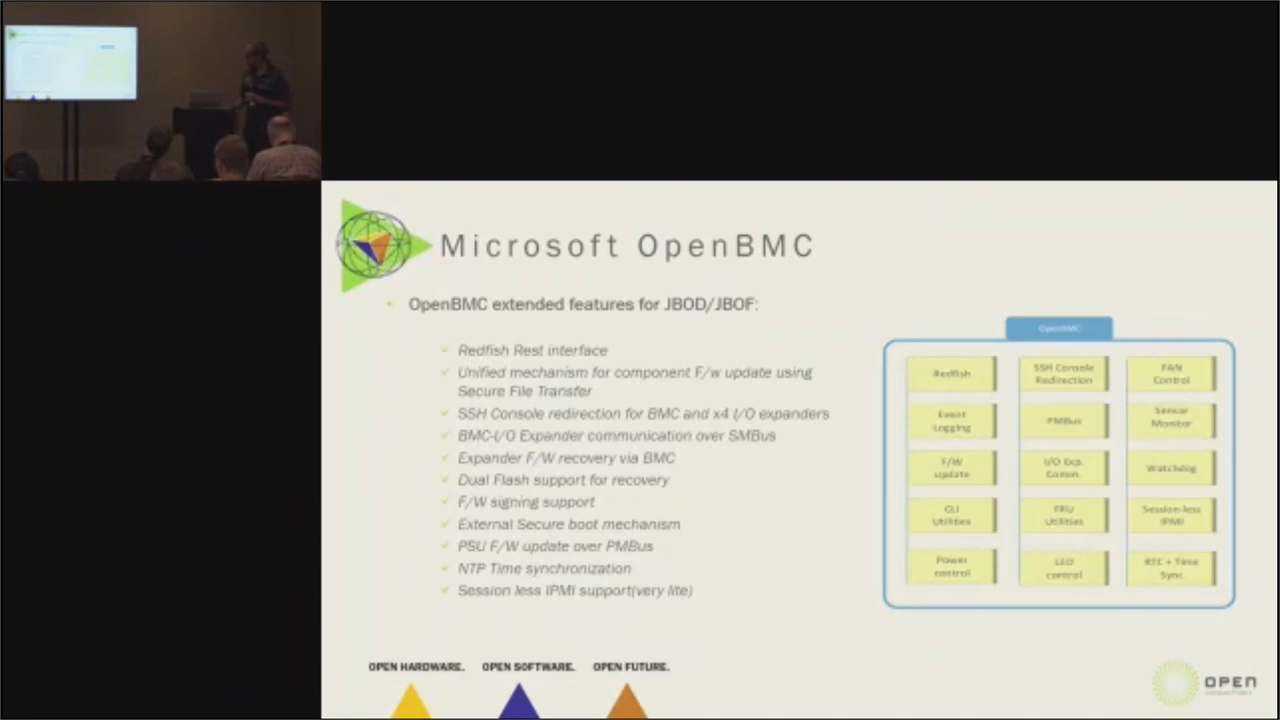 Microsoft OpenBMC
OpenBMC extended features for JBOD/JBOF:
Redfish Rest interface
Unified mechanism for component F/w update using
Secure File Transfer
SSH Console redirection for BMC and x4 I/O expanders
BMC-I/O Expander communication over SMBus
Expander F/W recovery via BMC
Dual Flash support for recovery
F/W signing support
External Secure boot mechanism
PSU F/W update over PMBus
NTP Time synchronization
Session less IPMI support(very lite)
OpenBMC
Redfish
SSH Console
Redirection
FAN
Control
Event
Logging
PMBus
Sensor
Monitor
F/W
update
I/O Exp.
Comm.
Watchdog
CLI
Utilities
FRU
Utilities
Session-less
IPMI
Power
control
LED
control
RTC + Time
Sync
OPEN HARDWARE. OPEN SOFTWARE. OPEN FUTURE.
OPEN